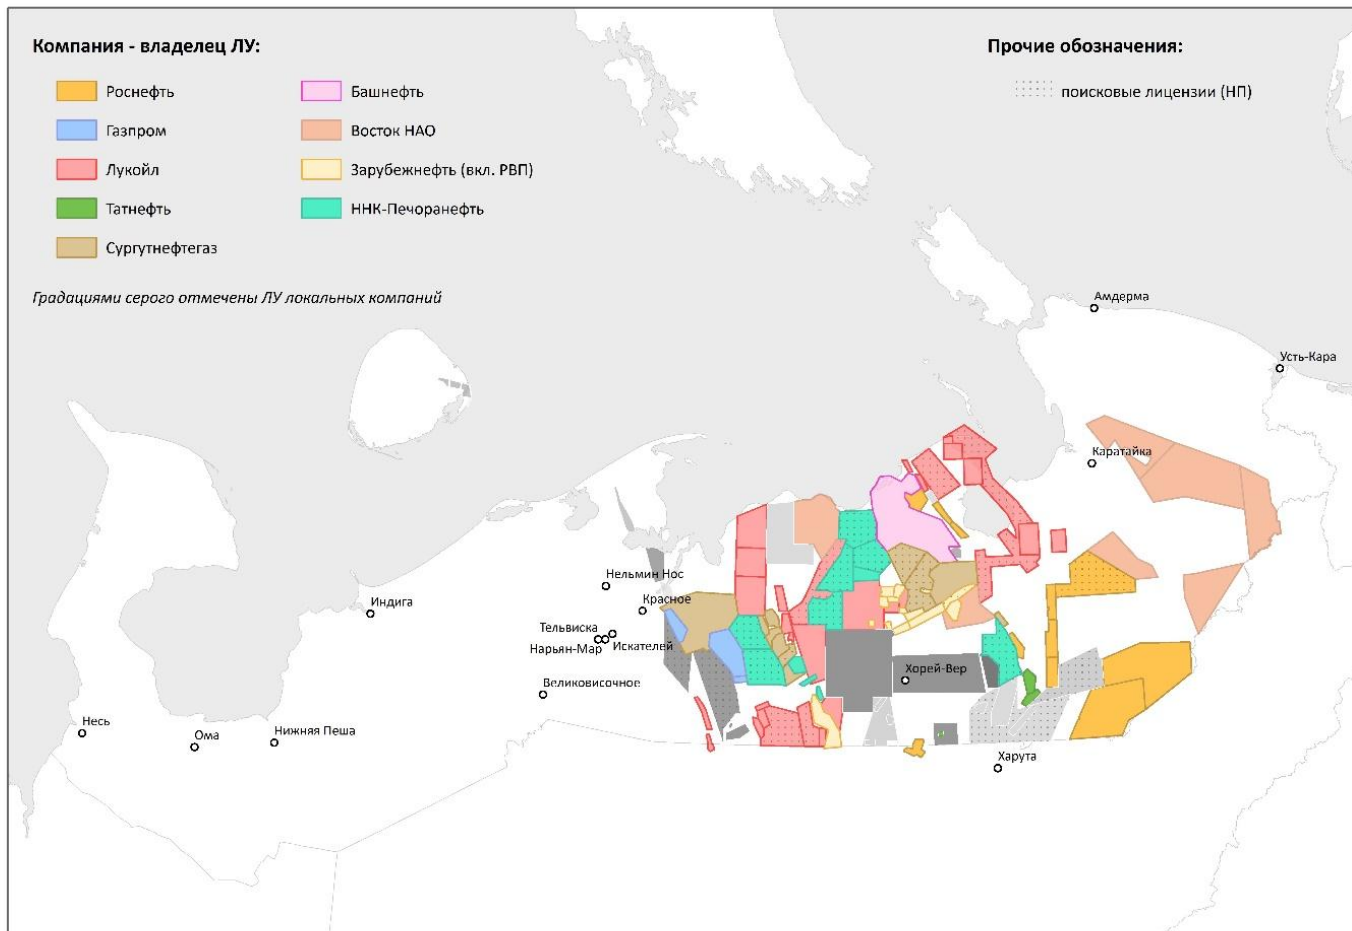 Компания - владелец ЛУ:
Роснефть
Газпром
Лукойл
Татнефть
Сургутнефтегаз
Башнефть
Восток НАО
Зарубежнефть (вкл. РВП)
ННК-Печоранефть
Градациями серого отмечены ЛУ локальных компаний
Прочие обозначения:
поисковые лицензии (НП)
Амдерма
Усть-Кара
Каратайка
Нельмин Нос
Красное
Индига
Тельвиска
Нарьян-Мар
Искателей
Хорей-Вер
Великовисочное
Несь
Ома
Нижняя Пеша
Харута